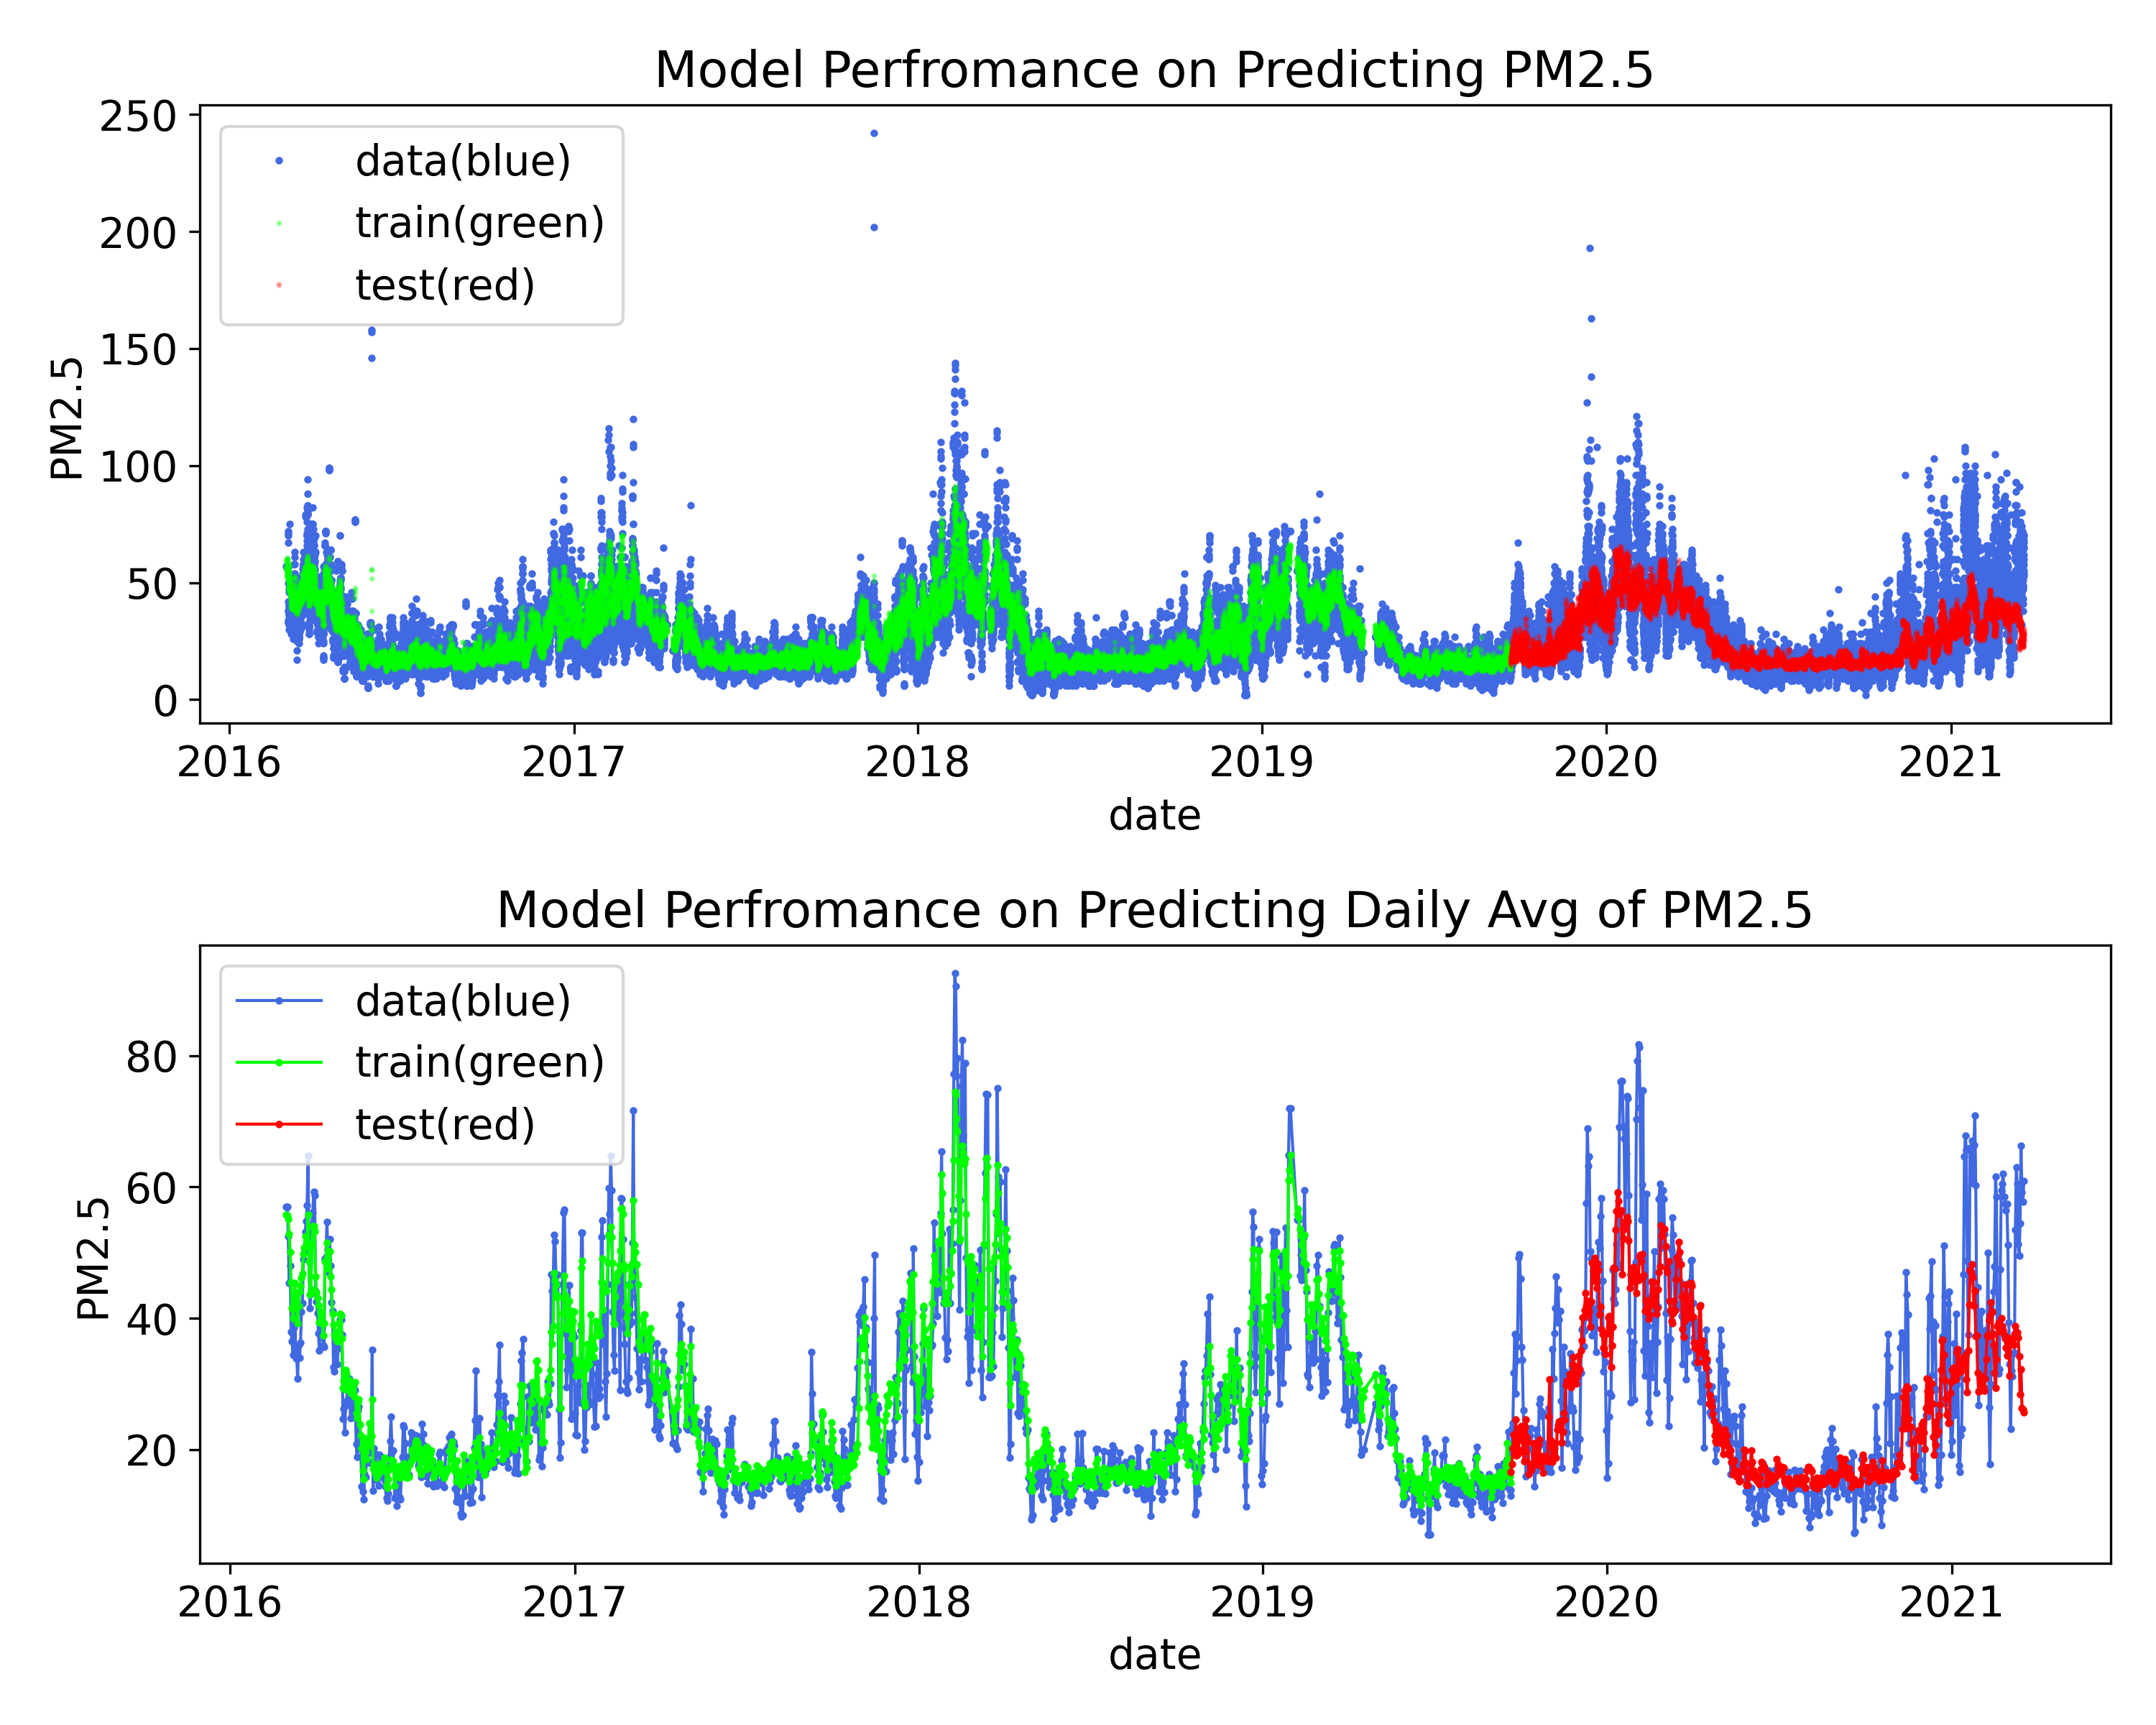 Model Perfromance on Predicting PM2.5
250
200
150
100
50
0
PM2.5
data(blue)
train(green)
test(red)
2016 2017 2018 2019 2020 2021
date
Model Perfromance on Predicting Daily Avg of PM2.5
80
60
40
20
PM2.5
data(blue)
train(green)
test(red)
2016 2017 2018 2019 2020 2021
date